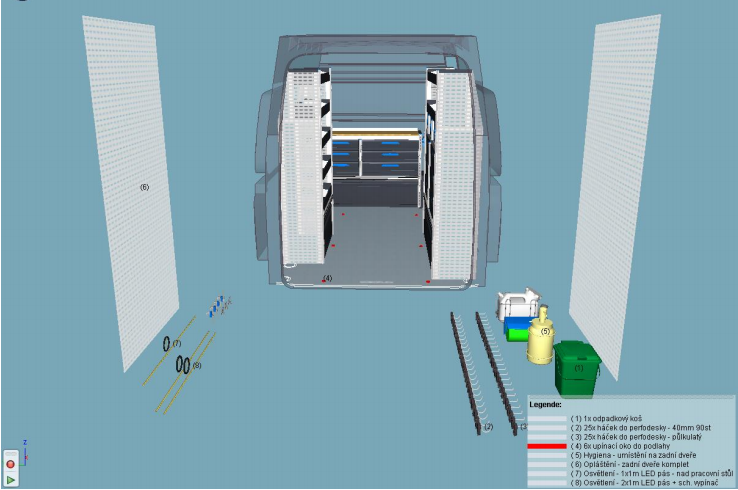 (6)
(4)
(7)
(8)
(5)
(1)
(2)
(3
z
Legende:
(1) 1x odpadkový koš
(2) 25x háček do perfodesky - 40mm 90st
(3) 25x háček do perfodesky - půlkulatý
(4) 6x upínací oko do podlahy
(5) Hygiena - umístění na zadní dveře
(6) Opláštění - zadní dveře komplet
(7) Osvětlení - 1x1m LED pás - nad pracovní stůl
(8) Osvětlení - 2x1m LED pás + sch. vypínač